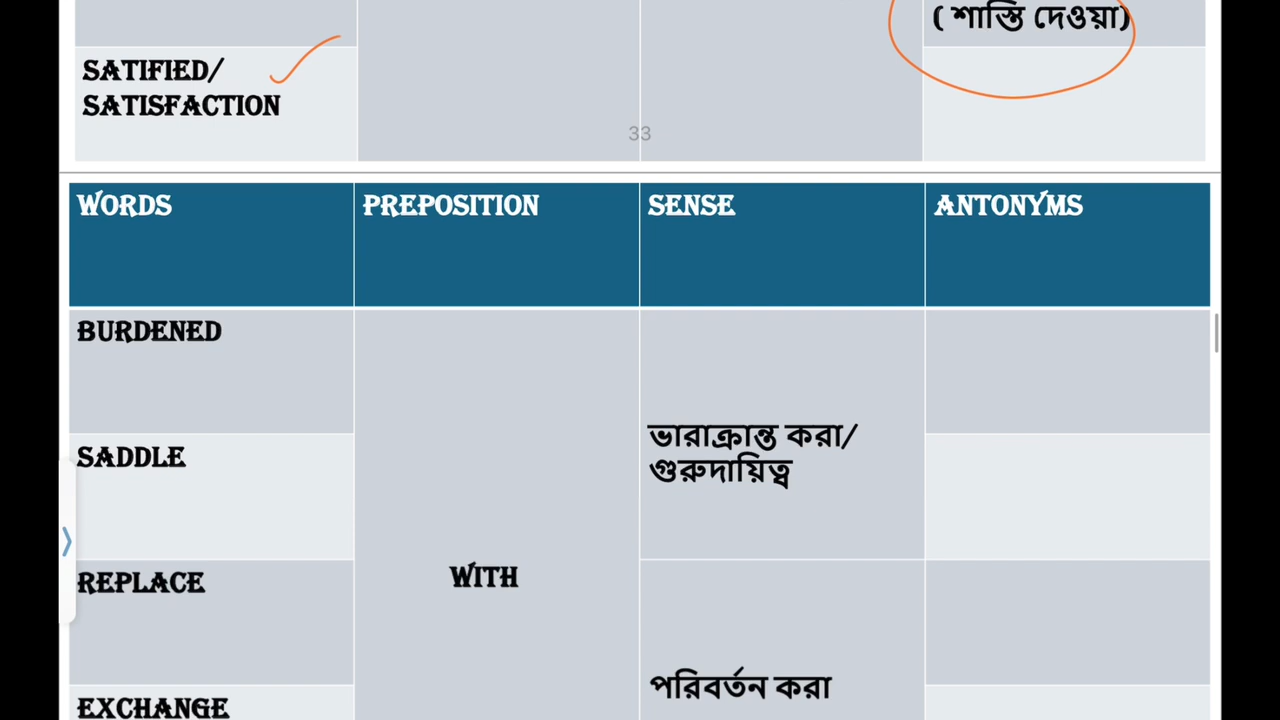 ( শাস্তি দেওয়া)
SATIFIED/
SATISFACTION
33
WORDS PREPOSITION SENSE ANTONYMS
BURDENED
ভারাক্রান্ত করা/
SADDLE
গুরুদায়িত্ব
WITH
REPLACE
পরিবর্তন করা
EXCHANGE